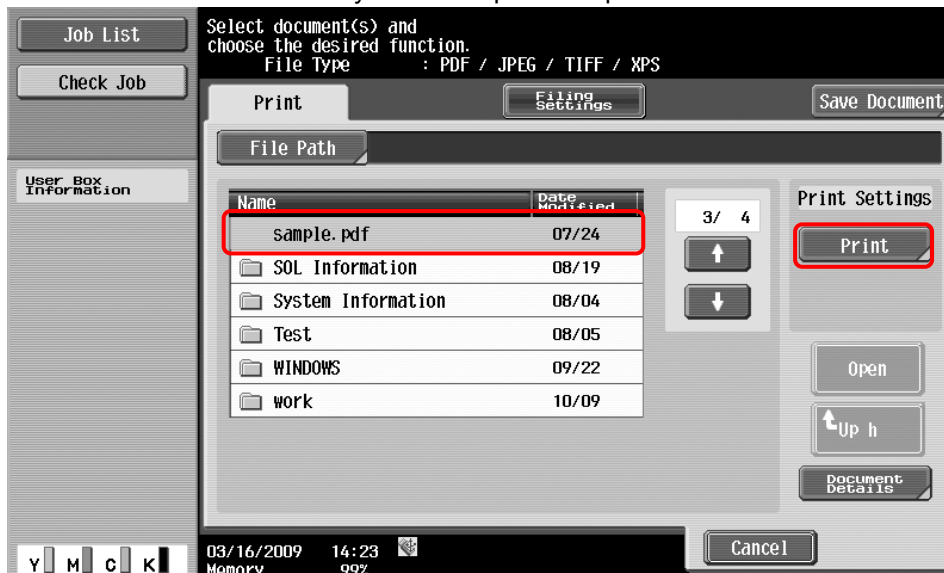 Job List
Check Job
User Box
Information
Select document(s) and
choose the desired function.
File Type : PDF / JPEG / TIFF / XPS
Print
Filing
Settings
Save Document
File Path
Name
Date
Modified
sample.pdf 07/24
SOL Information 08/19
System Information 08/04
Test 08/05
WINDOWS 09/22
work 10/09
3/ 4
Print Settings
Print
Open
Up h
Document
Details
Cancel
03/16/2009 14:23
Memory 99%
Y M C K